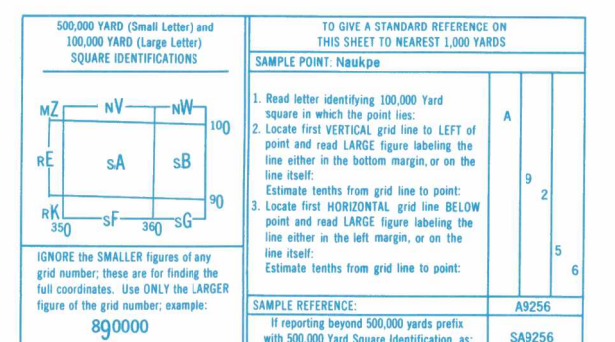 500,000 YARD (Small Letter) and
100,000 YARD (Large Letter)
SQUARE IDENTIFICATIONS
MZ NV NW
100
RE SA SB
90
RK SF SG
350 360
IGNORE the SMALLER figures of any
grid number; these are for finding the
full coordinates. Use ONLY the LARGER
figure of the grid number; example:
890000
TO GIVE A STANDARD REFERENCE ON
THIS SHEET TO NEAREST 1,000 YARDS
SAMPLE POINT: Naukpe
1. Read letter identifying 100,000 Yard
square in which the point lies: A
2. Locate first VERTICAL grid line to LEFT of
point and read LARGE figure labeling the
line either in the bottom margin, or on the
line itself: 9
Estimate tenths from grid line to point: 2
3. Locate first HORIZONTAL grid line BELOW
point and read LARGE figure labeling the
line either in the left margin, or on the
line itself: 5
Estimate tenths from grid line to point: 6
SAMPLE REFERENCE: A9256
If reporting beyond 500,000 yards prefix
with 500,000 Yard Square Identification, as: SA9256